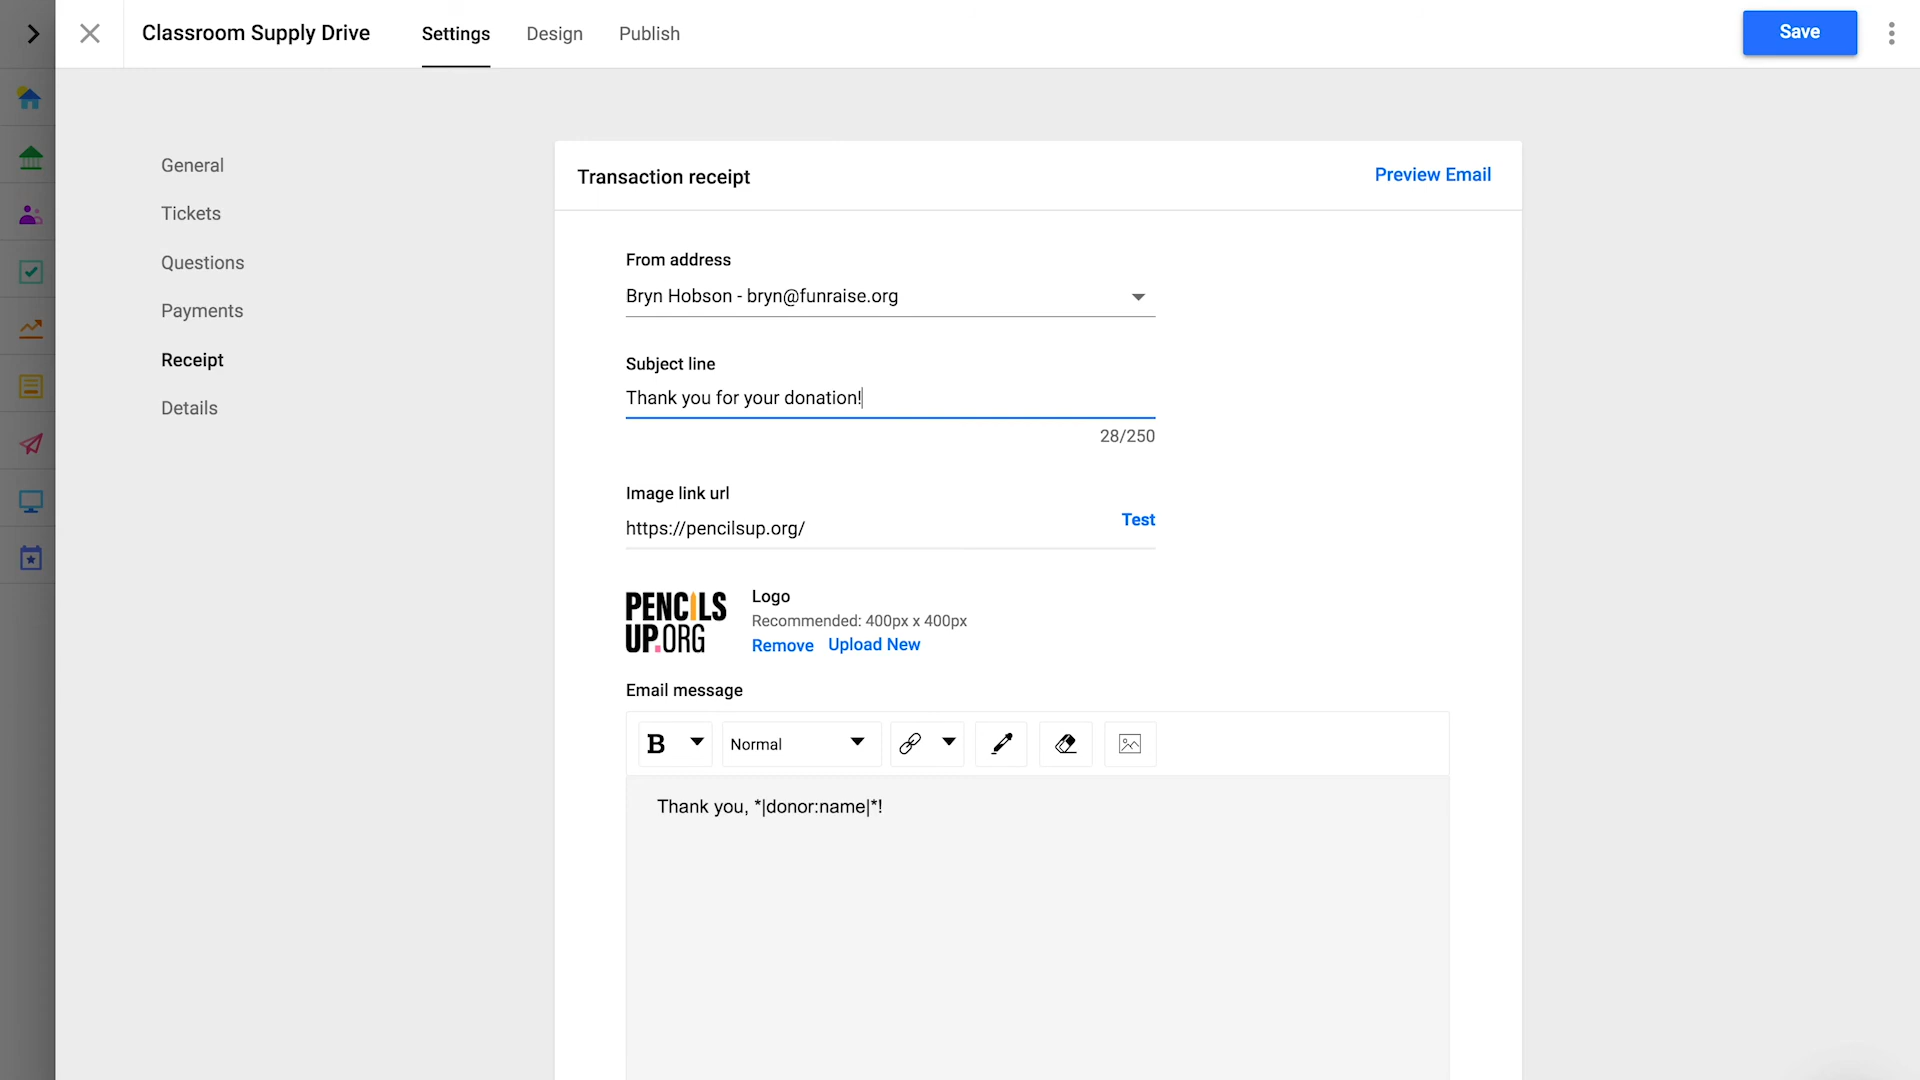 Classroom Supply Drive
Settings
Design
Publish
Save
General
Tickets
Questions
Payments
Receipt
Details
Transaction receipt
Preview Email
From address
Bryn Hobson - bryn@funraise.org
Subject line
Thank you for your donation!
28/250
Image link url
https://pencilsup.org/
Test
PENCILS
UP.ORG
Logo
Recommended: 400px x 400px
Remove Upload New
Email message
B
Normal
Thank you, *|donor:name|*!